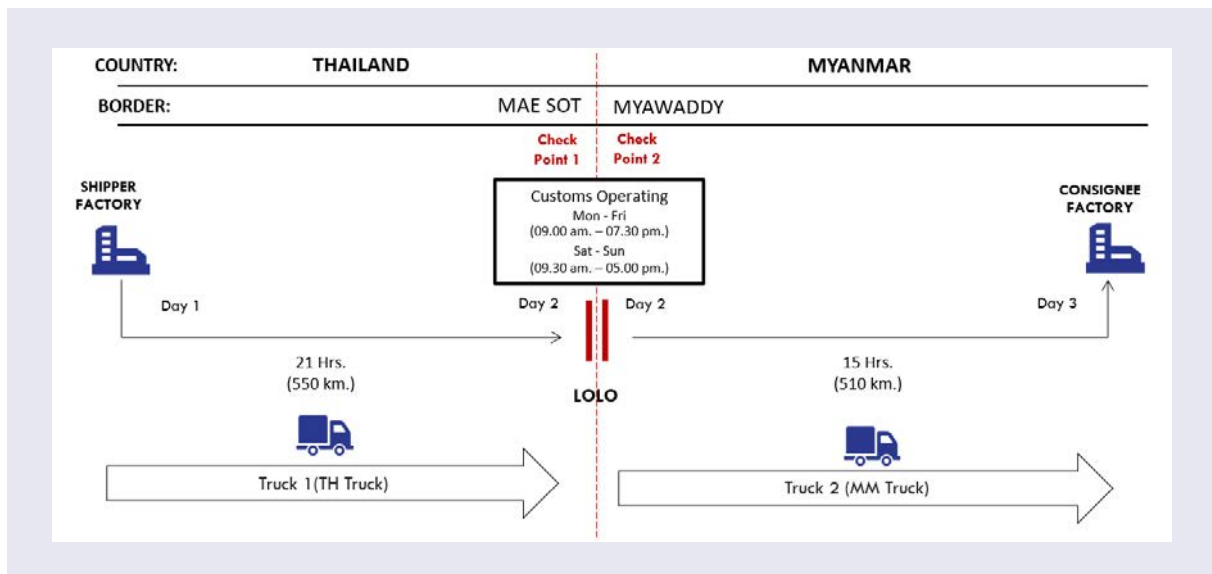 COUNTRY: THAILAND MYANMAR
BORDER: MAE SOT MYAWADDY
Check
Point 1
Check
Point 2
SHIPPER
FACTORY
Customs Operating
Mon - Fri
(09.00 am. – 07.30 pm.)
Sat - Sun
(09.30 am. – 05.00 pm.)
CONSIGNEE
FACTORY
Day 1
Day 2
Day 2
Day 3
21 Hrs.
(550 km.)
15 Hrs.
(510 km.)
LOLO
Truck 1(TH Truck)
Truck 2 (MM Truck)